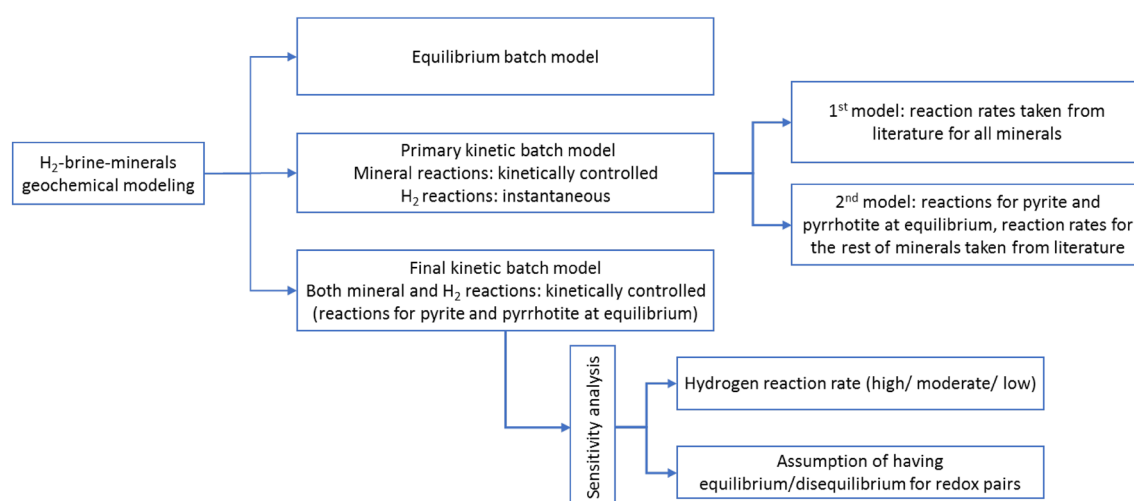 H₂-brine-minerals
geochemical modeling
Equilibrium batch model
Primary kinetic batch model
Mineral reactions: kinetically controlled
H₂ reactions: instantaneous
1st model: reaction rates taken from
literature for all minerals
2nd model: reactions for pyrite and
pyrrhotite at equilibrium, reaction rates for
the rest of minerals taken from literature
Final kinetic batch model
Both mineral and H₂ reactions: kinetically controlled
(reactions for pyrite and pyrrhotite at equilibrium)
Sensitivity analysis
Hydrogen reaction rate (high/ moderate/ low)
Assumption of having
equilibrium/disequilibrium for redox pairs